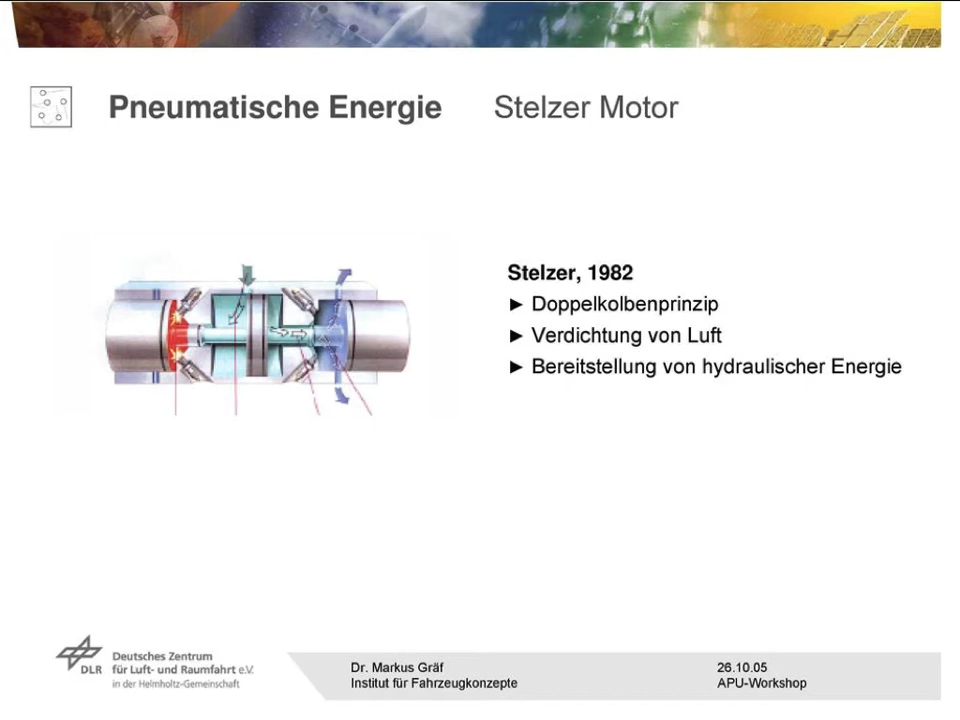 Pneumatische Energie Stelzer Motor
Stelzer, 1982
► Doppelkolbenprinzip
► Verdichtung von Luft
► Bereitstellung von hydraulischer Energie
DLR
Deutsches Zentrum
für Luft- und Raumfahrt e.V.
in der Helmholtz-Gemeinschaft
Dr. Markus Gräf
Institut für Fahrzeugkonzepte
26.10.05
APU-Workshop